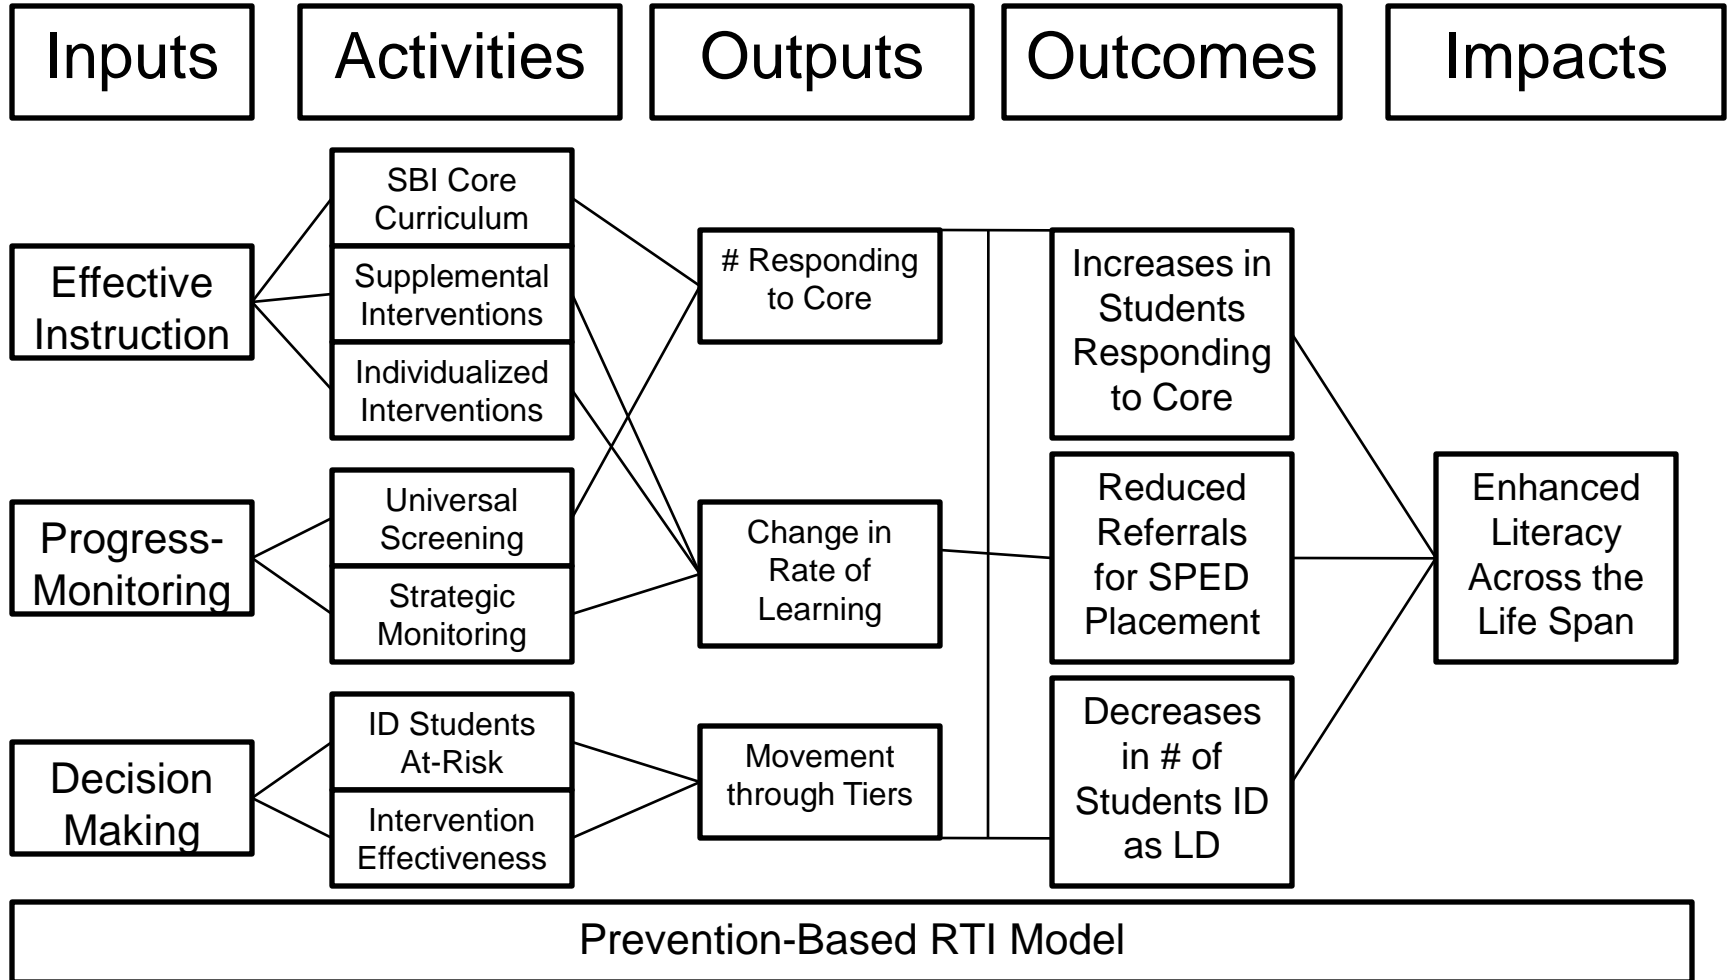 Inputs
Activities
Outputs
Outcomes
Impacts
Effective
Instruction
Progress-
Monitoring
Decision
Making
SBI Core
Curriculum
Supplemental
Interventions
Individualized
Interventions
Universal
Screening
Strategic
Monitoring
ID Students
At-Risk
Intervention
Effectiveness
# Responding
to Core
Change in
Rate of
Learning
Movement
through Tiers
Increases in
Students
Responding
to Core
Reduced
Referrals
for SPED
Placement
Decreases
in # of
Students ID
as LD
Enhanced
Literacy
Across the
Life Span
Prevention-Based RTI Model